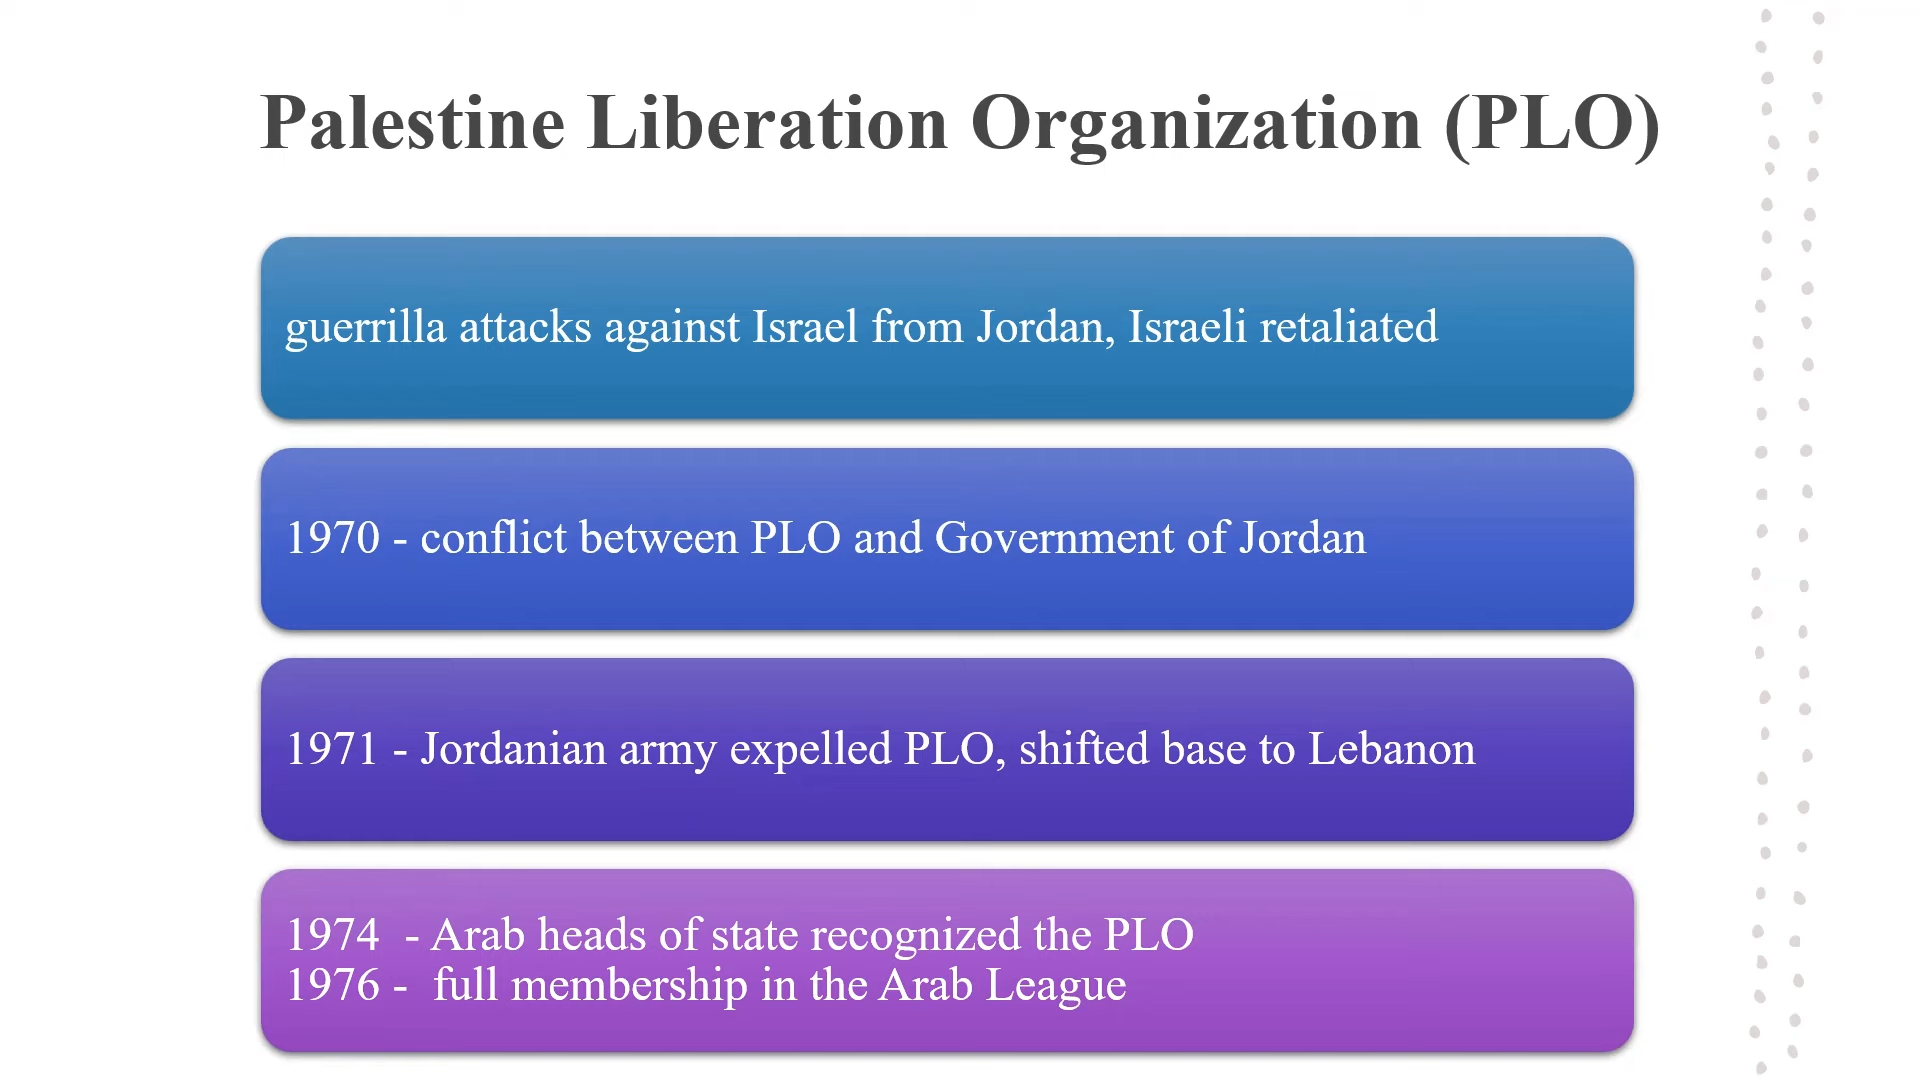 Palestine Liberation Organization (PLO)
guerrilla attacks against Israel from Jordan, Israeli retaliated
1970 - conflict between PLO and Government of Jordan
1971 - Jordanian army expelled PLO, shifted base to Lebanon
1974  - Arab heads of state recognized the PLO
1976 -  full membership in the Arab League